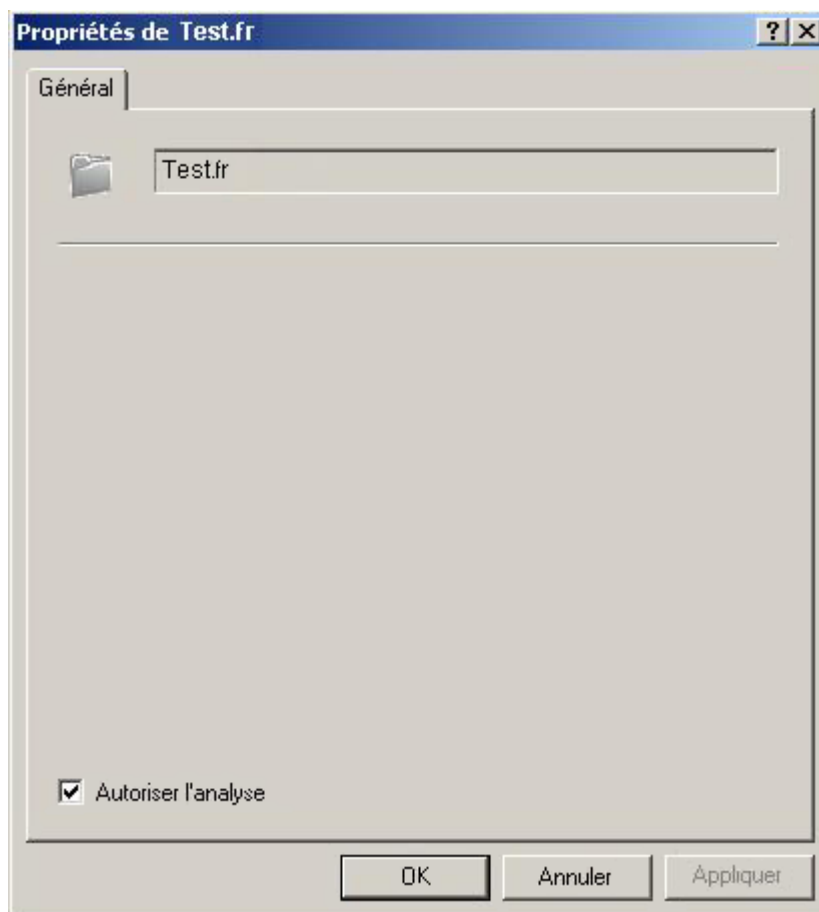 Propriétés de Test.fr
Général
Test.fr
Autoriser l'analyse
OK Annuler Appliquer